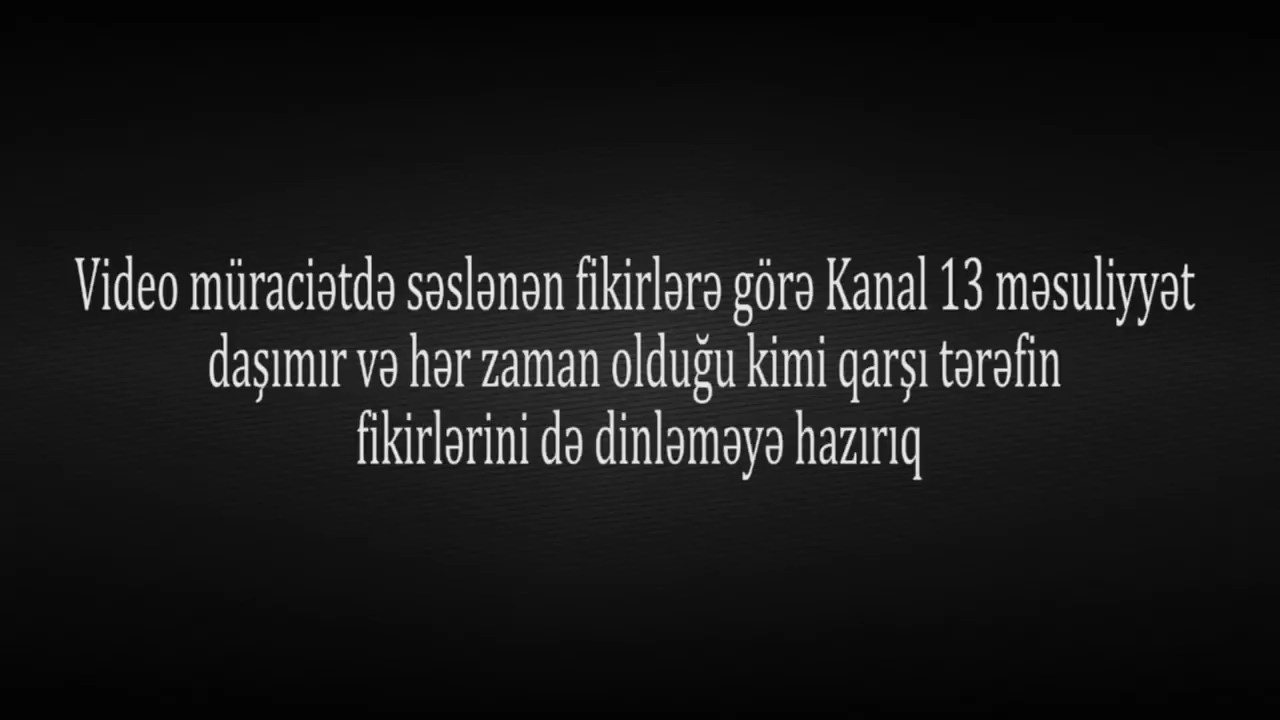 Video müraciətdə səslənən fikirlərə görə Kanal 13 məsuliyyət
daşımır və hər zaman olduğu kimi qarşı tərəfin
fikirlərini də dinləməyə hazırıq